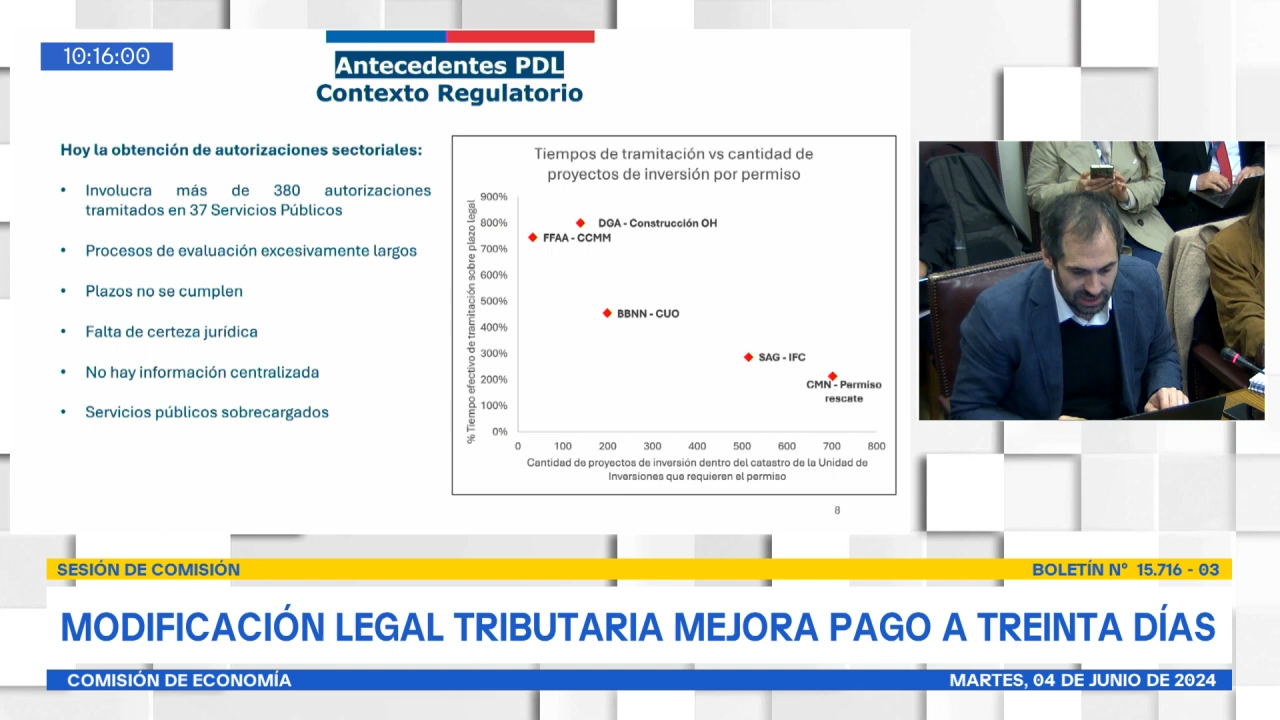 10:16:00
Antecedentes PDL
Contexto Regulatorio
Hoy la obtención de autorizaciones sectoriales:
• Involucra más de 380 autorizaciones
tramitados en 37 Servicios Públicos
• Procesos de evaluación excesivamente largos
• Plazos no se cumplen
• Falta de certeza jurídica
• No hay información centralizada
• Servicios públicos sobrecargados
Tiempos de tramitación vs cantidad de
proyectos de inversión por permiso
% Tiempo efectivo de tramitación sobre plazo legal
900%
800%
700%
600%
500%
400%
300%
200%
100%
0%
DGA - Construcción OH
FFAA - CCMM
BBNN - CUO
SAG - IFC
CMN - Permiso
rescate
0 100 200 300 400 500 600 700 800
Cantidad de proyectos de inversión dentro del catastro de la Unidad de
Inversiones que requieren el permiso
8
SESIÓN DE COMISIÓN
BOLETÍN N° 15.716 - 03
MODIFICACIÓN LEGAL TRIBUTARIA MEJORA PAGO A TREINTA DÍAS
COMISIÓN DE ECONOMÍA
MARTES, 04 DE JUNIO DE 2024